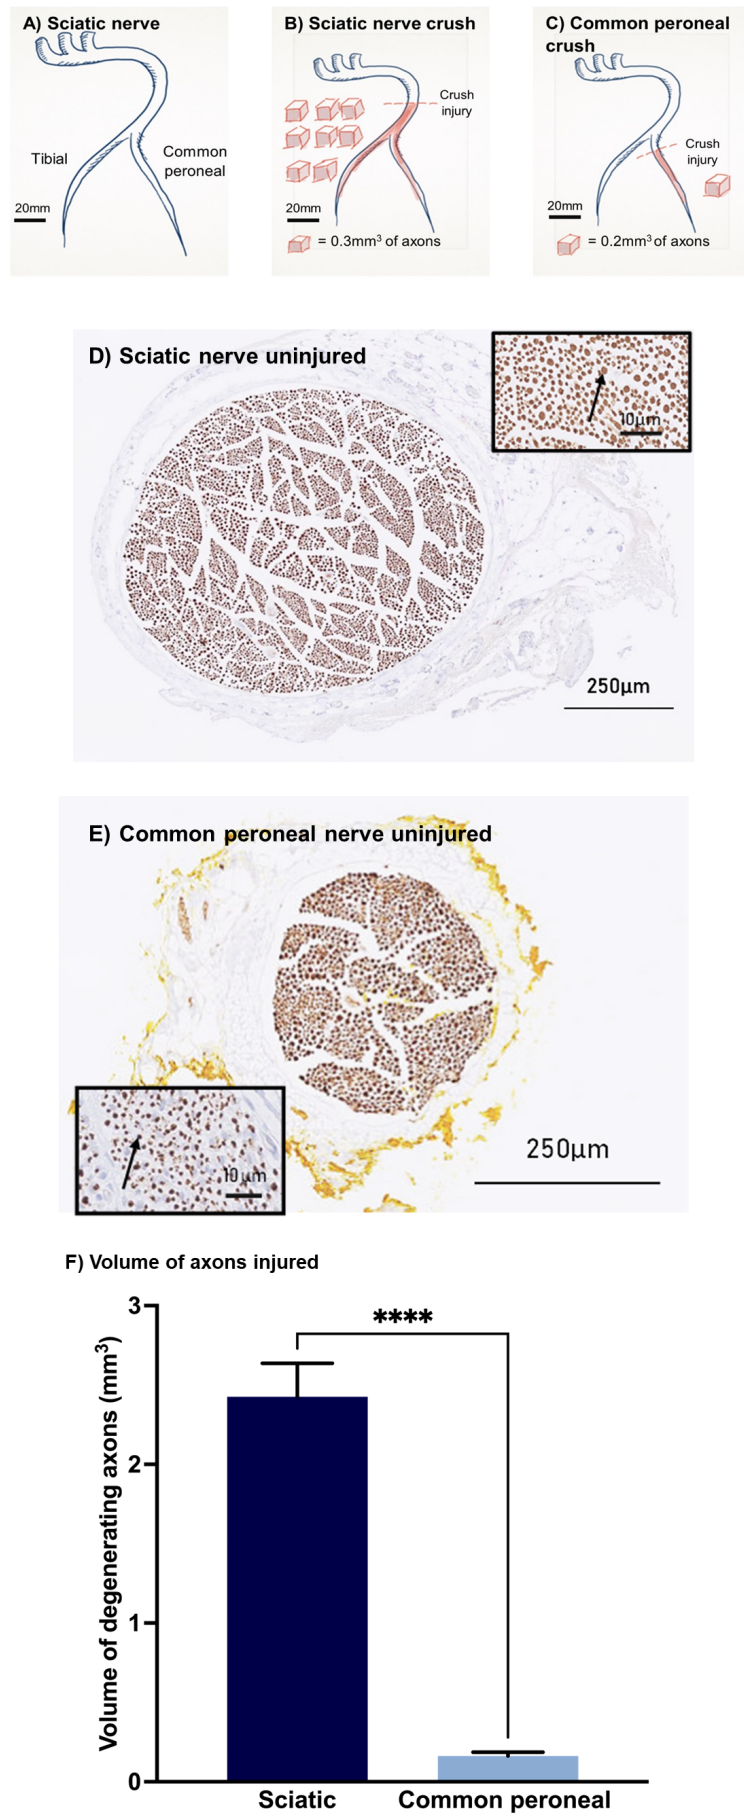 A) Sciatic nerve
Tibial
Common
peroneal
20mm
B) Sciatic nerve crush
Crush
injury
20mm
= 0.3mm³ of axons
C) Common peroneal
crush
Crush
injury
20mm
= 0.2mm³ of axons
D) Sciatic nerve uninjured
10µm
250µm
E) Common peroneal nerve uninjured
10µm
250µm
F) Volume of axons injured
Volume of degenerating axons (mm³)
3
2
1
0
****
Sciatic
Common peroneal